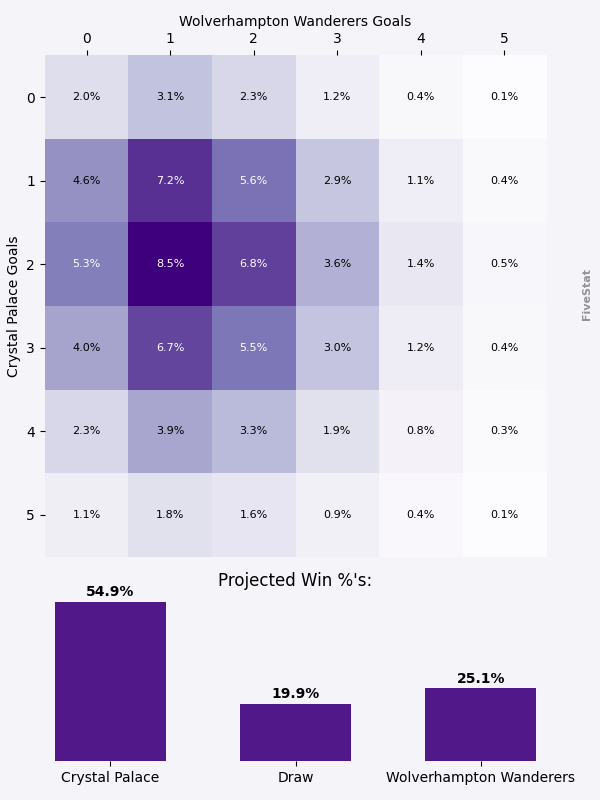 Wolverhampton Wanderers Goals
0 1 2 3 4 5
0 2.0% 3.1% 2.3% 1.2% 0.4% 0.1%
1 4.6% 7.2% 5.6% 2.9% 1.1% 0.4%
2 5.3% 8.5% 6.8% 3.6% 1.4% 0.5%
3 4.0% 6.7% 5.5% 3.0% 1.2% 0.4%
4 2.3% 3.9% 3.3% 1.9% 0.8% 0.3%
5 1.1% 1.8% 1.6% 0.9% 0.4% 0.1%
Crystal Palace Goals
FiveStat
Projected Win %'s:
54.9% 19.9% 25.1%
Crystal Palace Draw Wolverhampton Wanderers